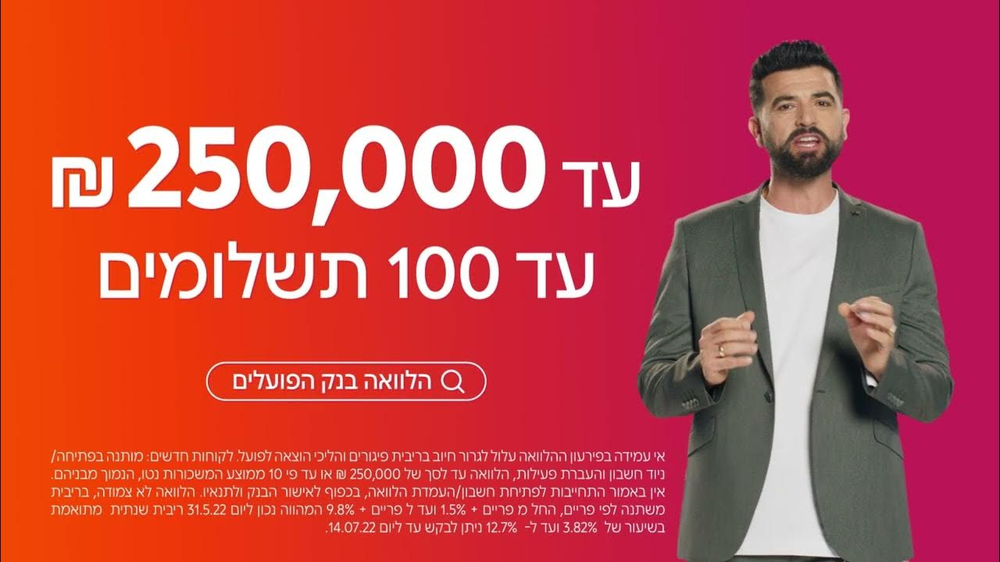 עד 250,000 ₪
עד 100 תשלומים
הלוואה בנק הפועלים
אי עמידה בפירעון ההלוואה עלול לגרור חיוב בריבית פיגורים והליכי הוצאה לפועל. לקוחות חדשים: מותנה בפתיחה/
ניוד חשבון והעברת פעילות, הלוואה עד לסך של 250,000 ₪ או עד פי 10 ממוצע המשכורות נטו, הנמוך מבניהם.
אין באמור התחייבות לפתיחת חשבון/העמדת הלוואה, בכפוף לאישור הבנק ולתנאיו. הלוואה לא צמודה, בריבית
משתנה לפי פריים, החל מ פריים + 1.5% ועד ל פריים + 9.8% המהווה נכון ליום 31.5.22 ריבית שנתית מתואמת
בשיעור של 3.82% ועד ל- 12.7% ניתן לבקש עד ליום 14.07.22.